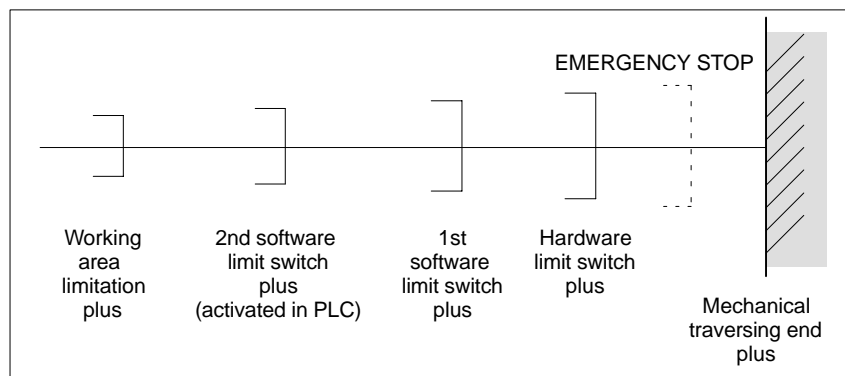 EMERGENCY STOP
Working
area
limitation
plus
2nd software
limit switch
plus
(activated in PLC)
1st
software
limit switch
plus
Hardware
limit switch
plus
Mechanical
traversing end
plus